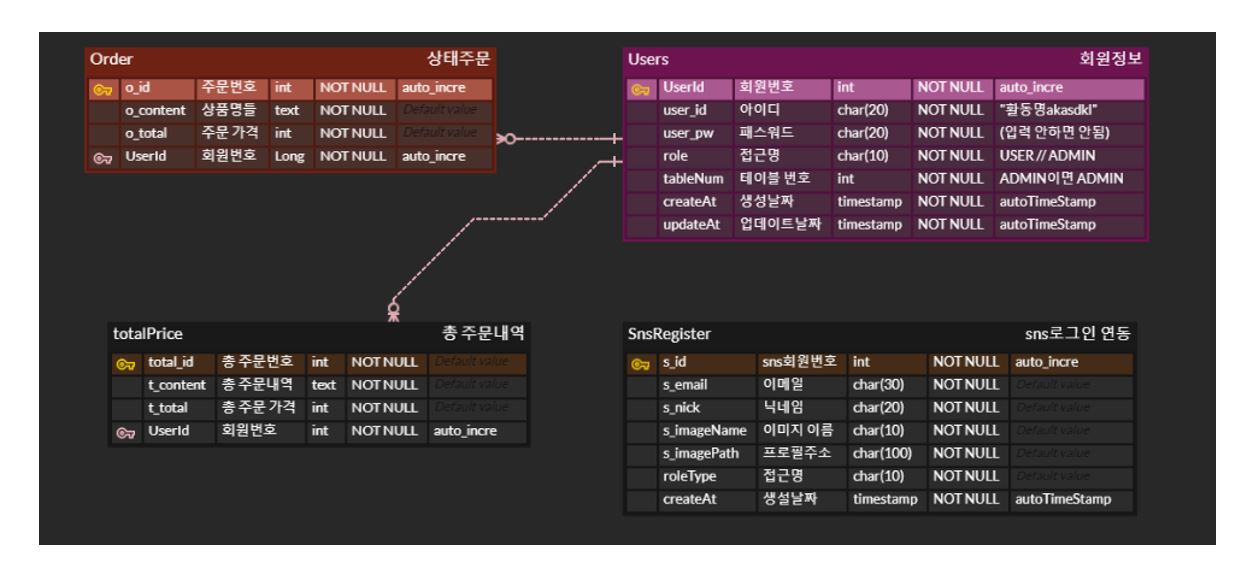 Order 상태주문
o_id 주문번호 int NOT NULL auto_incre
o_content 상품명들 text NOT NULL Default value
o_total 주문 가격 int NOT NULL Default value
UserId 회원번호 Long NOT NULL auto_incre
Users 회원정보
UserId 회원번호 int NOT NULL auto_incre
user_id 아이디 char(20) NOT NULL "활동명akasdkl"
user_pw 패스워드 char(20) NOT NULL (입력 안하면 안됨)
role 접근명 char(10) NOT NULL USER // ADMIN
tableNum 테이블 번호 int NOT NULL ADMIN이면 ADMIN
createAt 생성날짜 timestamp NOT NULL autoTimeStamp
updateAt 업데이트날짜 timestamp NOT NULL autoTimeStamp
totalPrice 총 주문내역
total_id 총 주문번호 int NOT NULL Default value
t_content 총 주문내역 text NOT NULL Default value
t_total 총 주문 가격 int NOT NULL Default value
UserId 회원번호 int NOT NULL auto_incre
SnsRegister sns로그인 연동
s_id sns회원번호 int NOT NULL auto_incre
s_email 이메일 char(30) NOT NULL Default value
s_nick 닉네임 char(20) NOT NULL Default value
s_imageName 이미지 이름 char(10) NOT NULL Default value
s_imagePath 프로필주소 char(100) NOT NULL Default value
roleType 접근명 char(10) NOT NULL Default value
createAt 생설날짜 timestamp NOT NULL autoTimeStamp